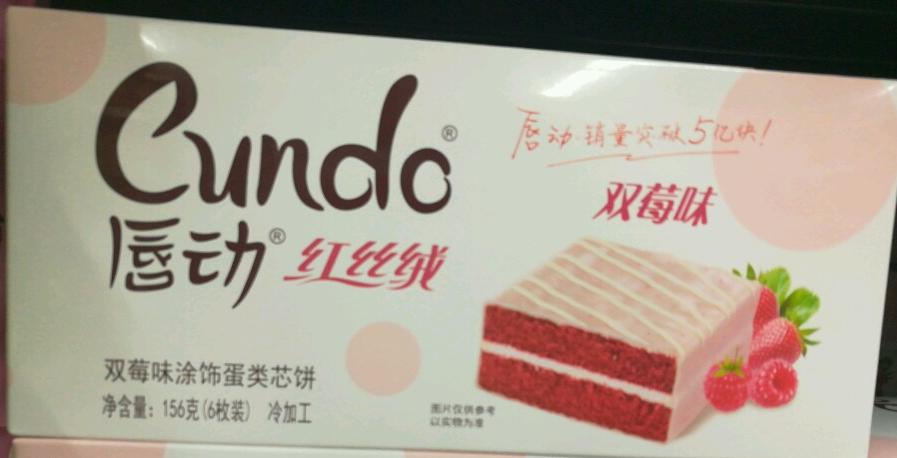 Cundo®
唇动®红丝绒
唇动·销量突破5亿块!
双莓味
双莓味涂饰蛋类芯饼
净含量:156克(6枚装) 冷加工
图片仅供参考
以实物为准